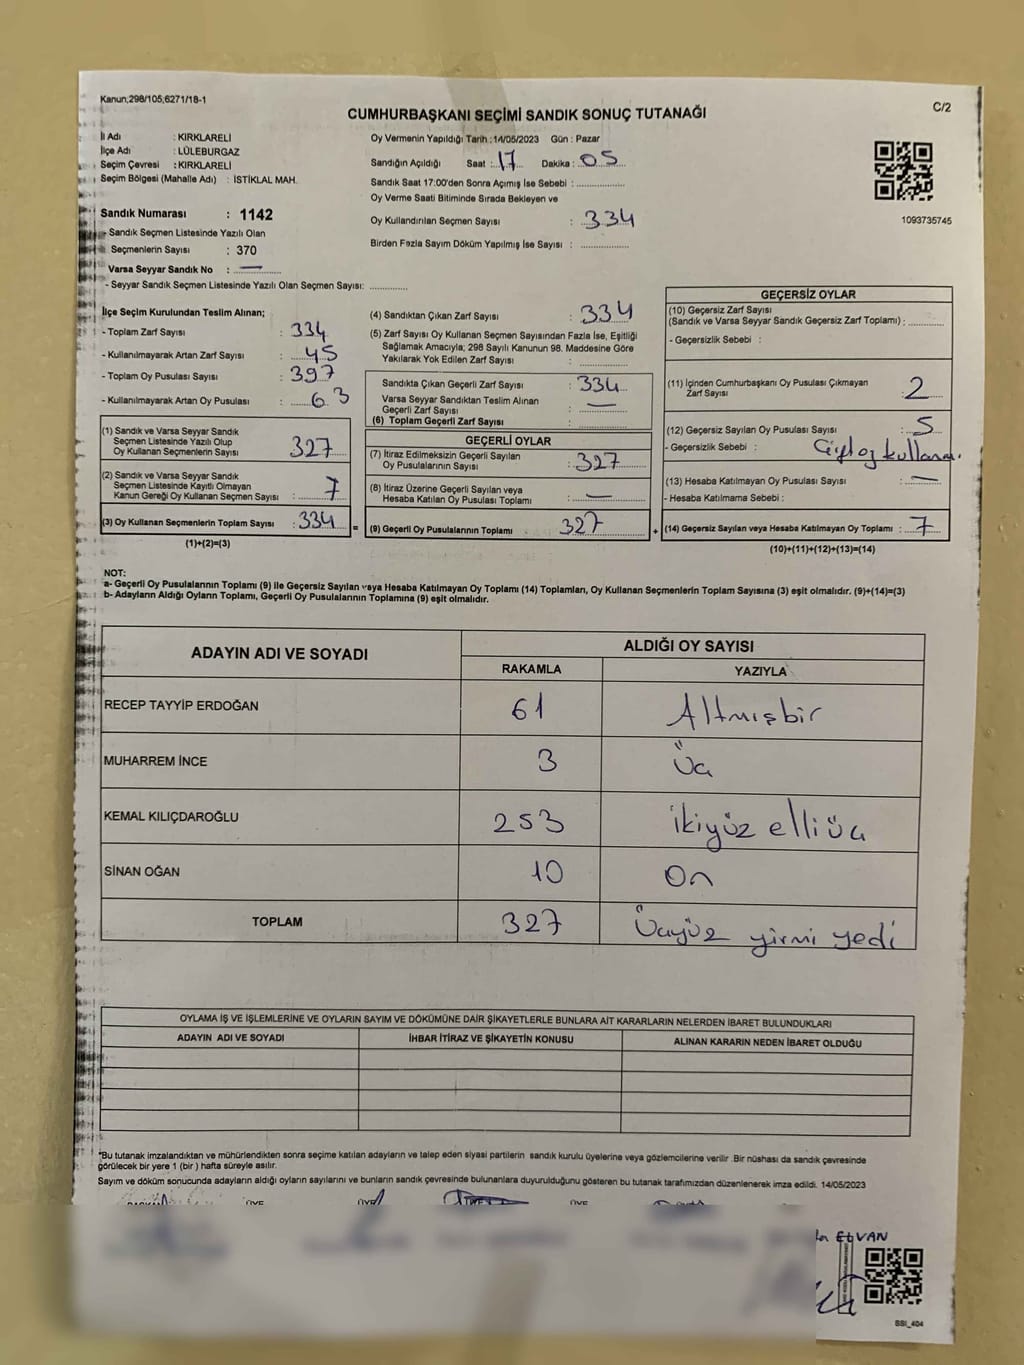 Kanun;298/105,6271/18-1
C/2
CUMHURBAŞKANI SEÇİMİ SANDIK SONUÇ TUTANAĞI
İl Adı : KIRKLARELİ
İlçe Adı : LÜLEBURGAZ
Seçim Çevresi : KIRKLARELİ
Seçim Bölgesi (Mahalle Adı) : İSTİKLAL MAH.
Sandık Numarası : 1142
- Sandık Seçmen Listesinde Yazılı Olan
Seçmenlerin Sayısı : 370
Varsa Seyyar Sandık No : —
- Seyyar Sandık Seçmen Listesinde Yazılı Olan Seçmen Sayısı: ............
Oy Vermenin Yapıldığı Tarih : 14/05/2023 Gün : Pazar
Sandığın Açıldığı Saat : 17 Dakika : 05
Sandık Saat 17:00'den Sonra Açımış İse Sebebi : ...............
Oy Verme Saati Bitiminde Sırada Bekleyen ve
Oy Kullandırılan Seçmen Sayısı : 334
Birden Fazla Sayım Döküm Yapılmış İse Sayısı : ...............
1093735745
İlçe Seçim Kurulundan Teslim Alınan;
- Toplam Zarf Sayısı : 334
- Kullanılmayarak Artan Zarf Sayısı : 45
- Toplam Oy Pusulası Sayısı : 397
- Kullanılmayarak Artan Oy Pusulası : 63
(1) Sandık ve Varsa Seyyar Sandık
Seçmen Listesinde Yazılı Olup
Oy Kullanan Seçmenlerin Sayısı : 327
(2) Sandık ve Varsa Seyyar Sandık
Seçmen Listesinde Kayıtlı Olmayan
Kanun Gereği Oy Kullanan Seçmen Sayısı : 7
(3) Oy Kullanan Seçmenlerin Toplam Sayısı : 334 =
(1)+(2)=(3)
(4) Sandıktan Çıkan Zarf Sayısı : 334
(5) Zarf Sayısı Oy Kullanan Seçmen Sayısından Fazla İse, Eşitliği
Sağlamak Amacıyla; 298 Sayılı Kanunun 98. Maddesine Göre
Yakılarak Yok Edilen Zarf Sayısı : ...............
Sandıkta Çıkan Geçerli Zarf Sayısı : 334
Varsa Seyyar Sandıktan Teslim Alınan
Geçerli Zarf Sayısı : —
(6) Toplam Geçerli Zarf Sayısı : ...............
GEÇERLİ OYLAR
(7) İtiraz Edilmeksizin Geçerli Sayılan
Oy Pusulalarının Sayısı : 327
(8) İtiraz Üzerine Geçerli Sayılan veya
Hesaba Katılan Oy Pusulası Toplamı : —
(9) Geçerli Oy Pusulalarının Toplamı : 327 +
GEÇERSİZ OYLAR
(10) Geçersiz Zarf Sayısı
(Sandık ve Varsa Seyyar Sandık Geçersiz Zarf Toplamı) : ............
- Geçersizlik Sebebi :
(11) İçinden Cumhurbaşkanı Oy Pusulası Çıkmayan
Zarf Sayısı : 2
(12) Geçersiz Sayılan Oy Pusulası Sayısı : 5
- Geçersizlik Sebebi : Çift oy kullanımı
(13) Hesaba Katılmayan Oy Pusulası Sayısı : —
- Hesaba Katılmama Sebebi :
(14) Geçersiz Sayılan veya Hesaba Katılmayan Oy Toplamı : 7
(10)+(11)+(12)+(13)=(14)
NOT:
a- Geçerli Oy Pusulalarının Toplamı (9) ile Geçersiz Sayılan veya Hesaba Katılmayan Oy Toplamı (14) Toplamları, Oy Kullanan Seçmenlerin Toplam Sayısına (3) eşit olmalıdır. (9)+(14)=(3)
b- Adayların Aldığı Oyların Toplamı, Geçerli Oy Pusulalarının Toplamına (9) eşit olmalıdır.
ADAYIN ADI VE SOYADI
ALDIĞI OY SAYISI
RAKAMLA YAZIYLA
RECEP TAYYİP ERDOĞAN 61 Altmışbir
MUHARREM İNCE 3 Üç
KEMAL KILIÇDAROĞLU 253 ikiyüz elli üç
SİNAN OĞAN 10 On
TOPLAM 327 Üçyüz yirmi yedi
OYLAMA İŞ VE İŞLEMLERİNE VE OYLARIN SAYIM VE DÖKÜMÜNE DAİR ŞİKAYETLERLE BUNLARA AİT KARARLARIN NELERDEN İBARET BULUNDUKLARI
ADAYIN ADI VE SOYADI İHBAR İTİRAZ VE ŞİKAYETİN KONUSU ALINAN KARARIN NEDEN İBARET OLDUĞU
*Bu tutanak imzalandıktan ve mühürlendikten sonra seçime katılan adayların ve talep eden siyasi partilerin sandık kurulu üyelerine veya gözlemcilerine verilir .Bir nüshası da sandık çevresinde
görülecek bir yere 1 (bir ) hafta süreyle asılır.
Sayım ve döküm sonucunda adayların aldığı oyların sayılarını ve bunların sandık çevresinde bulunanlara duyurulduğunu gösteren bu tutanak tarafımızdan düzenlenerek imza edildi. 14/05/2023
ELVAN
SSI_404